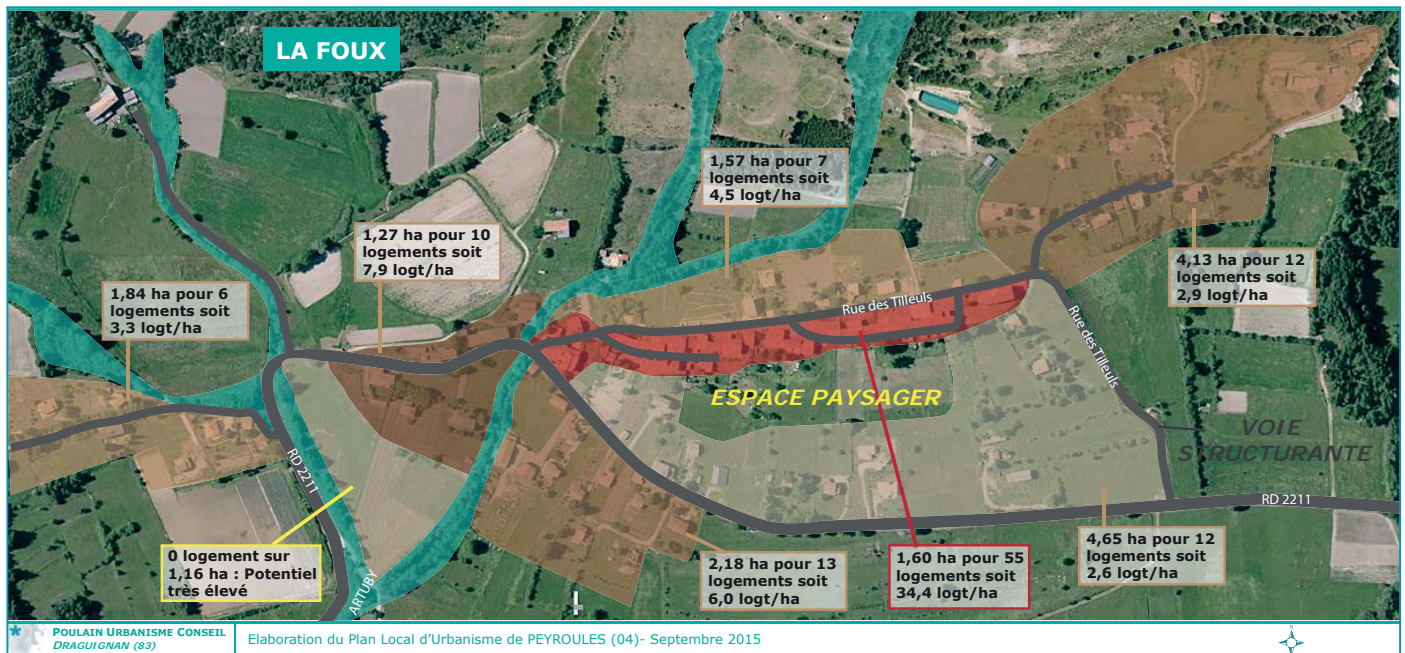 LA FOUX
1,57 ha pour 7
logements soit
4,5 logt/ha
1,27 ha pour 10
logements soit
7,9 logt/ha
4,13 ha pour 12
logements soit
2,9 logt/ha
1,84 ha pour 6
logements soit
3,3 logt/ha
Rue des Tilleuls
Rue des Tilleuls
ESPACE PAYSAGER
VOIE
STRUCTURANTE
RD 2211
RD 2211
0 logement sur
1,16 ha : Potentiel
très élevé
ARTUBY
2,18 ha pour 13
logements soit
6,0 logt/ha
1,60 ha pour 55
logements soit
34,4 logt/ha
4,65 ha pour 12
logements soit
2,6 logt/ha
POULAIN URBANISME CONSEIL
DRAGUIGNAN (83)
Elaboration du Plan Local d'Urbanisme de PEYROULES (04)- Septembre 2015
N